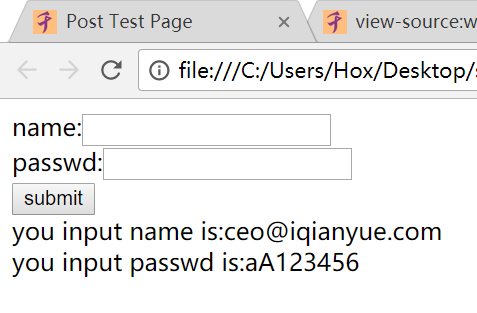 Post Test Page
view-source:w
file:///C:/Users/Hox/Desktop/s
name:
passwd:
submit
you input name is:ceo@iqianyue.com
you input passwd is:aA123456